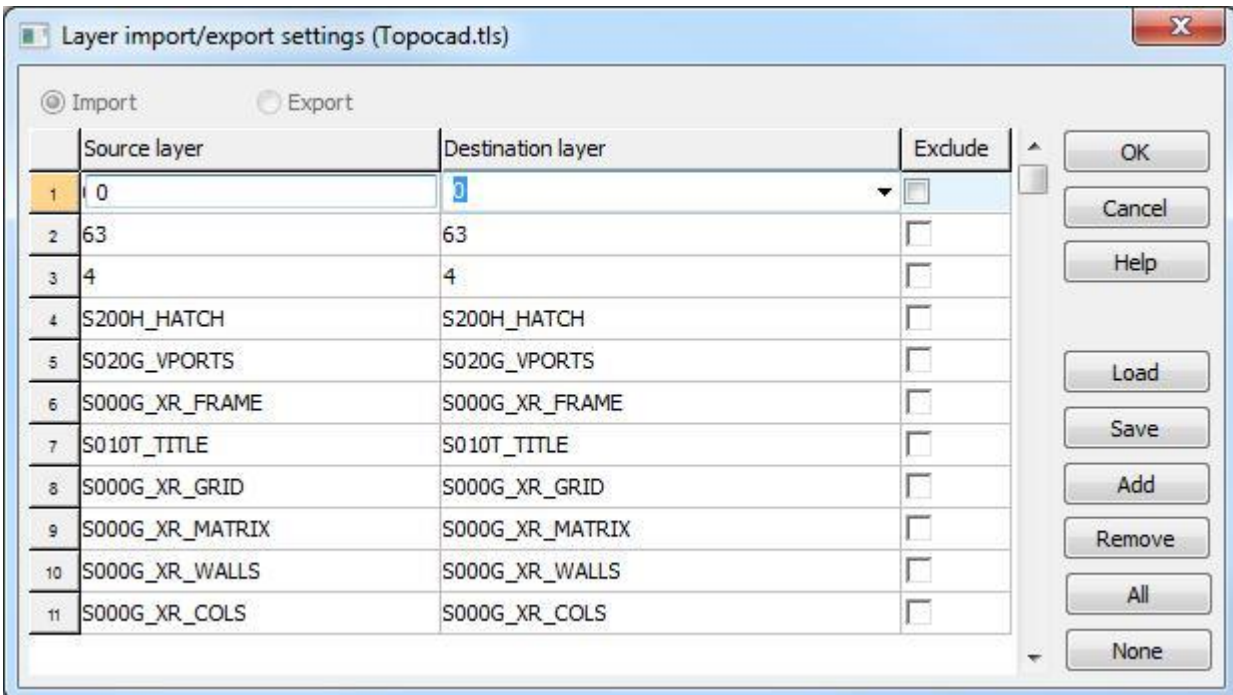 Layer import/export settings (Topocad.tls)
Import Export
Source layer Destination layer Exclude
OK
1 0 0
Cancel
2 63 63
Help
3 4 4
4 S200H_HATCH S200H_HATCH
5 S020G_VPORTS S020G_VPORTS
Load
6 S000G_XR_FRAME S000G_XR_FRAME
Save
7 S010T_TITLE S010T_TITLE
8 S000G_XR_GRID S000G_XR_GRID
Add
9 S000G_XR_MATRIX S000G_XR_MATRIX
Remove
10 S000G_XR_WALLS S000G_XR_WALLS
All
11 S000G_XR_COLS S000G_XR_COLS
None